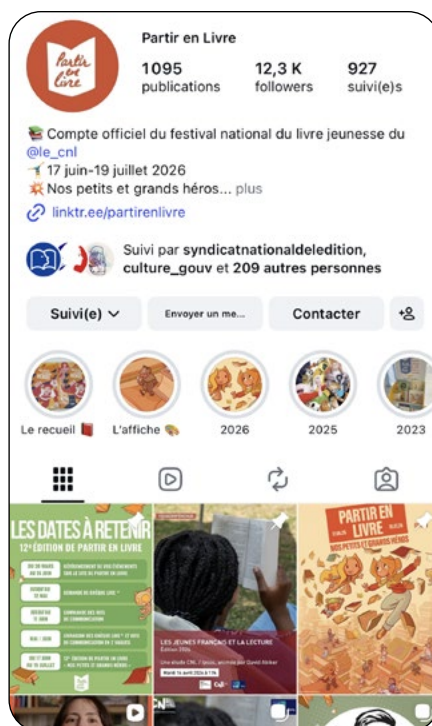 Partir
en
Livre
Partir en Livre
1095 12,3 K 927
publications followers suivi(e)s
📚 Compte officiel du festival national du livre jeunesse du
@le_cnl
17 juin-19 juillet 2026
💥 Nos petits et grands héros... plus
linktr.ee/partirenlivre
Suivi par syndicatnationaldeledition,
culture_gouv et 209 autres personnes
Suivi(e) Envoyer un me... Contacter
Le recueil 📕 L'affiche 🎨 2026 2025 2023
LES DATES À RETENIR
12e ÉDITION DE PARTIR EN LIVRE
LES JEUNES FRANÇAIS ET LA LECTURE
PARTIR EN
LIVRE
NOS PETITS ET GRANDS HÉROS